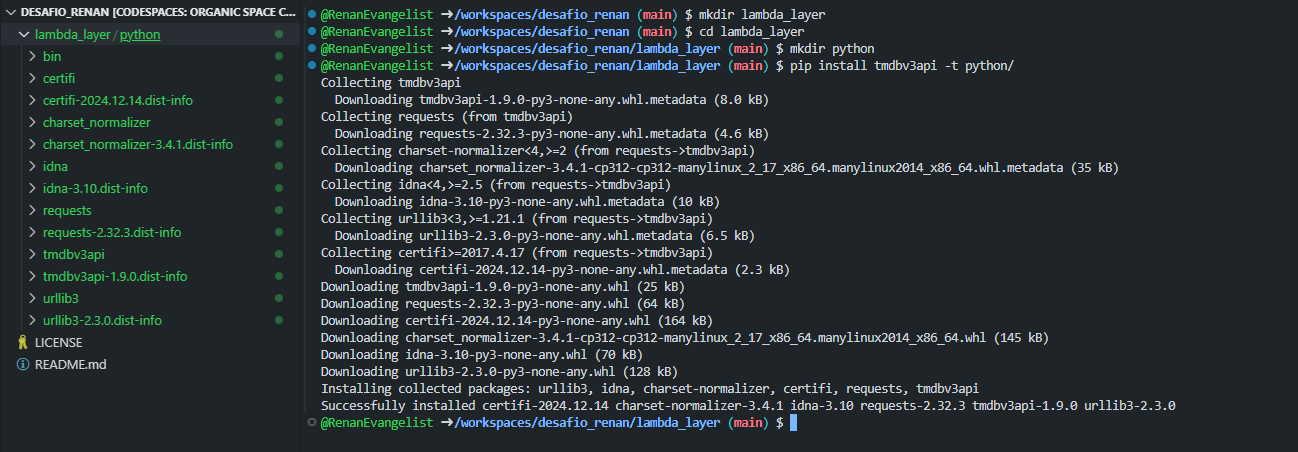 DESAFIO_RENAN [CODESPACES: ORGANIC SPACE C...
lambda_layer / python
bin
certifi
certifi-2024.12.14.dist-info
charset_normalizer
charset_normalizer-3.4.1.dist-info
idna
idna-3.10.dist-info
requests
requests-2.32.3.dist-info
tmdbv3api
tmdbv3api-1.9.0.dist-info
urllib3
urllib3-2.3.0.dist-info
LICENSE
README.md
@RenanEvangelist ➜/workspaces/desafio_renan (main) $ mkdir lambda_layer
@RenanEvangelist ➜/workspaces/desafio_renan (main) $ cd lambda_layer
@RenanEvangelist ➜/workspaces/desafio_renan/lambda_layer (main) $ mkdir python
@RenanEvangelist ➜/workspaces/desafio_renan/lambda_layer (main) $ pip install tmdbv3api -t python/
Collecting tmdbv3api
Downloading tmdbv3api-1.9.0-py3-none-any.whl.metadata (8.0 kB)
Collecting requests (from tmdbv3api)
Downloading requests-2.32.3-py3-none-any.whl.metadata (4.6 kB)
Collecting charset-normalizer<4,>=2 (from requests->tmdbv3api)
Downloading charset_normalizer-3.4.1-cp312-cp312-manylinux_2_17_x86_64.manylinux2014_x86_64.whl.metadata (35 kB)
Collecting idna<4,>=2.5 (from requests->tmdbv3api)
Downloading idna-3.10-py3-none-any.whl.metadata (10 kB)
Collecting urllib3<3,>=1.21.1 (from requests->tmdbv3api)
Downloading urllib3-2.3.0-py3-none-any.whl.metadata (6.5 kB)
Collecting certifi>=2017.4.17 (from requests->tmdbv3api)
Downloading certifi-2024.12.14-py3-none-any.whl.metadata (2.3 kB)
Downloading tmdbv3api-1.9.0-py3-none-any.whl (25 kB)
Downloading requests-2.32.3-py3-none-any.whl (64 kB)
Downloading certifi-2024.12.14-py3-none-any.whl (164 kB)
Downloading charset_normalizer-3.4.1-cp312-cp312-manylinux_2_17_x86_64.manylinux2014_x86_64.whl (145 kB)
Downloading idna-3.10-py3-none-any.whl (70 kB)
Downloading urllib3-2.3.0-py3-none-any.whl (128 kB)
Installing collected packages: urllib3, idna, charset-normalizer, certifi, requests, tmdbv3api
Successfully installed certifi-2024.12.14 charset-normalizer-3.4.1 idna-3.10 requests-2.32.3 tmdbv3api-1.9.0 urllib3-2.3.0
@RenanEvangelist ➜/workspaces/desafio_renan/lambda_layer (main) $